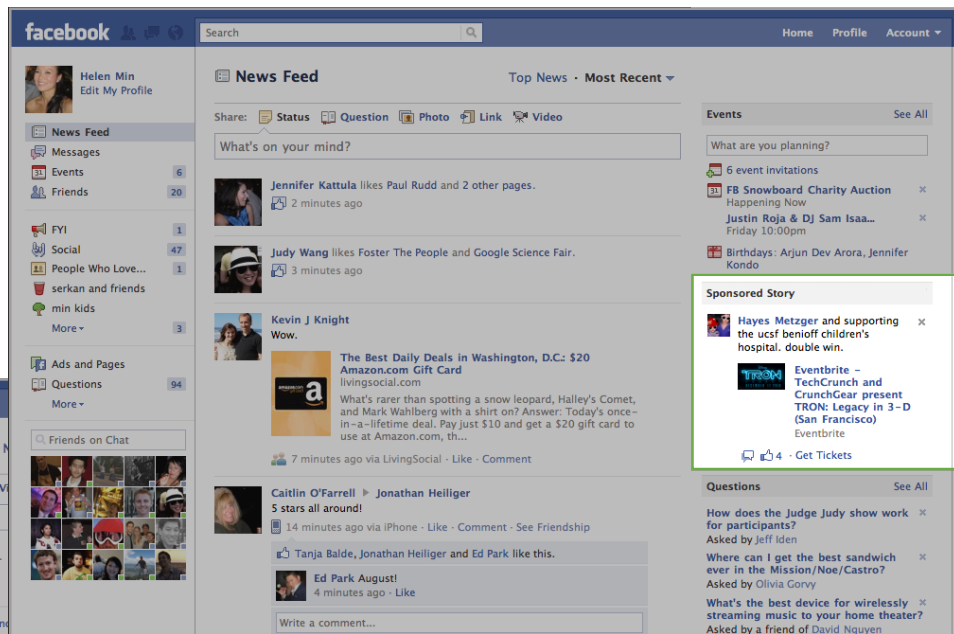 facebook
Search
Home Profile Account
Helen Min
Edit My Profile
News Feed
Messages
Events 6
Friends 20
FYI 1
Social 47
People Who Love... 1
serkan and friends
min kids
More 3
Ads and Pages
Questions 94
More
Friends on Chat
News Feed
Top News · Most Recent
Share: Status Question Photo Link Video
What's on your mind?
Jennifer Kattula likes Paul Rudd and 2 other pages.
2 minutes ago
Judy Wang likes Foster The People and Google Science Fair.
3 minutes ago
Kevin J Knight
Wow.
amazon.com
a
The Best Daily Deals in Washington, D.C.: $20
Amazon.com Gift Card
livingsocial.com
What's rarer than spotting a snow leopard, Halley's Comet,
and Mark Wahlberg with a shirt on? Answer: Today's once-
in-a-lifetime deal. Pay just $10 and get a $20 gift card to
use at Amazon.com, th...
7 minutes ago via LivingSocial · Like · Comment
Caitlin O'Farrell Jonathan Heiliger
5 stars all around!
14 minutes ago via iPhone · Like · Comment · See Friendship
Tanja Balde, Jonathan Heiliger and Ed Park like this.
Ed Park August!
4 minutes ago · Like
Write a comment...
Events See All
What are you planning?
6 event invitations
31 FB Snowboard Charity Auction
Happening Now
Justin Roja & DJ Sam Isaa...
Friday 10:00pm
Birthdays: Arjun Dev Arora, Jennifer
Kondo
Sponsored Story
Hayes Metzger and supporting
the ucsf benioff children's
hospital. double win.
TRON
Eventbrite -
TechCrunch and
CrunchGear present
TRON: Legacy in 3-D
(San Francisco)
Eventbrite
4 · Get Tickets
Questions See All
How does the Judge Judy show work
for participants?
Asked by Jeff Iden
Where can I get the best sandwich
ever in the Mission/Noe/Castro?
Asked by Olivia Gorvy
What's the best device for wirelessly
streaming music to your home theater?
Asked by a friend of David Nguyen